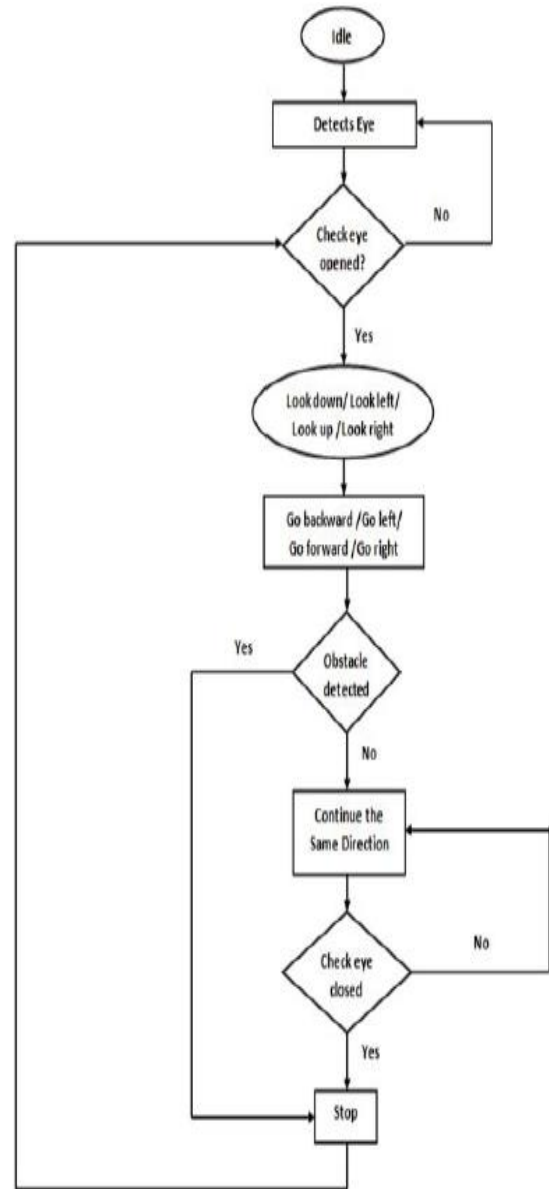 Idle
Detects Eye
No
Check eye
opened?
Yes
Look down/ Look left/
Look up /Look right
Go backward /Go left/
Go forward /Go right
Yes
Obstacle
detected
No
Continue the
Same Direction
No
Check eye
closed
Yes
Stop